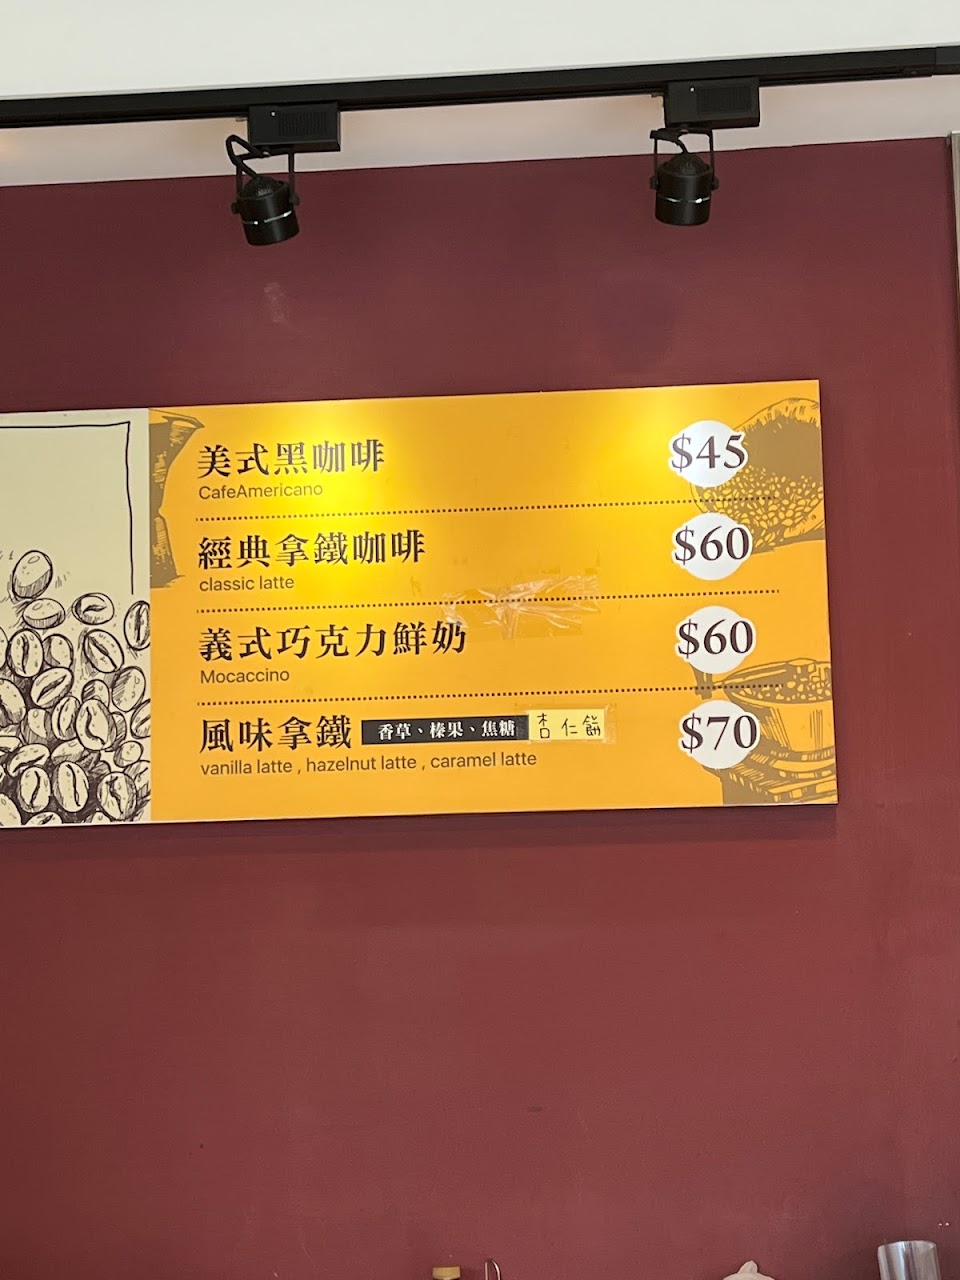 美式黑咖啡 $45
CafeAmericano
經典拿鐵咖啡 $60
classic latte
義式巧克力鮮奶 $60
Mocaccino
風味拿鐵 香草、榛果、焦糖 杏仁餅 $70
vanilla latte , hazelnut latte , caramel latte